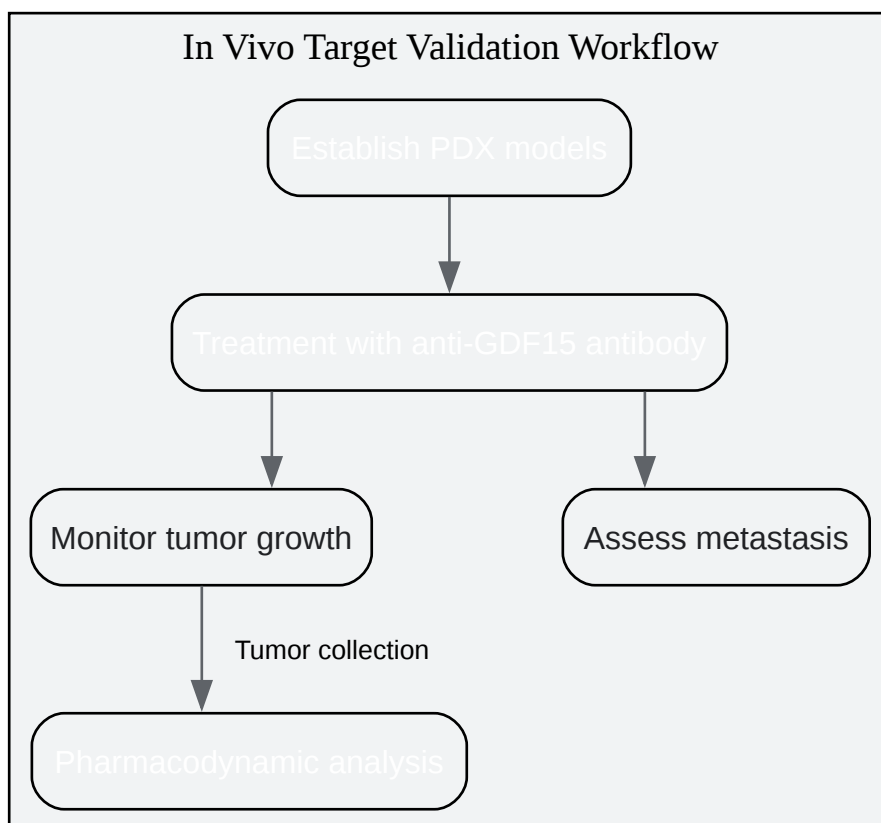 In Vivo Target Validation Workflow
Establish PDX models
Treatment with anti-GDF15 antibody
Monitor tumor growth
Assess metastasis
Tumor collection
Pharmacodynamic analysis